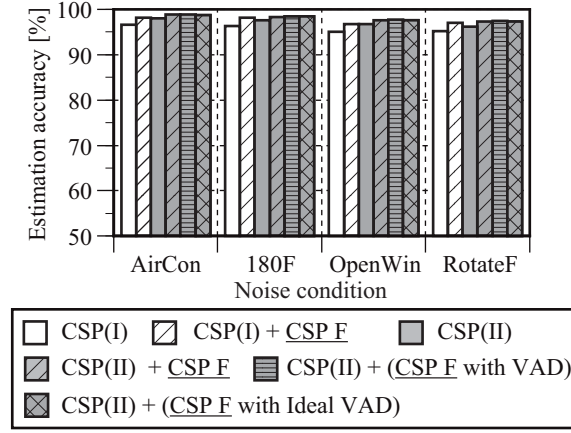 Estimation accuracy [%]
100
90
80
70
60
50
AirCon 180F OpenWin RotateF
Noise condition
CSP(I) CSP(I) + CSP F CSP(II)
CSP(II) + CSP F CSP(II) + (CSP F with VAD)
CSP(II) + (CSP F with Ideal VAD)